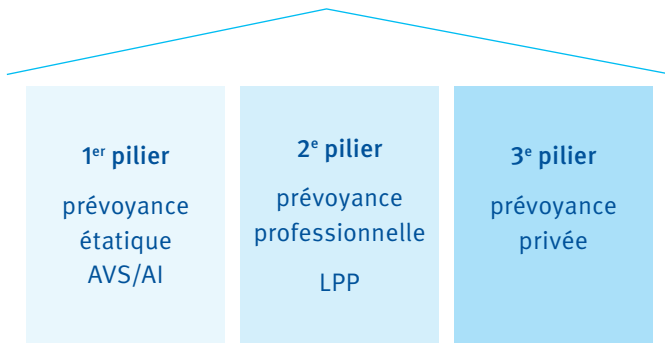 1er pilier
prévoyance
étatique
AVS/AI
2e pilier
prévoyance
professionnelle
LPP
3e pilier
prévoyance
privée